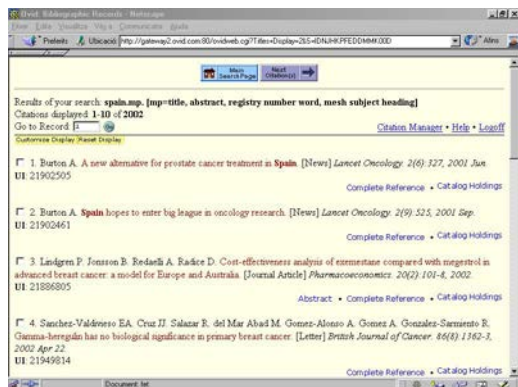 Ovid: Bibliographic Records - Netscape
Preferits Ubicació http://gateway2.ovid.com:80/ovidweb.cgi? Afins
Main Search Page
Next Citation(s)
Results of your search: spain.mp. [mp=title, abstract, registry number word, mesh subject heading]
Citations displayed: 1-10 of 2002
Go to Record: 1
Citation Manager • Help • Logoff
Customize Display Reset Display
1. Burton A. A new alternative for prostate cancer treatment in Spain. [News] Lancet Oncology. 2(6):327, 2001 Jun.
UI: 21902505
Complete Reference • Catalog Holdings
2. Burton A. Spain hopes to enter big league in oncology research. [News] Lancet Oncology. 2(9):525, 2001 Sep.
UI: 21902461
Complete Reference • Catalog Holdings
3. Lindgren P. Jonsson B. Redaelli A. Radice D. Cost-effectiveness analysis of exemestane compared with megestrol in
advanced breast cancer: a model for Europe and Australia. [Journal Article] Pharmacoeconomics. 20(2):101-8, 2002.
UI: 21886805
Abstract • Complete Reference • Catalog Holdings
4. Sanchez-Valdivieso EA. Cruz JJ. Salazar R. del Mar Abad M. Gomez-Alonso A. Gomez A. Gonzalez-Sarmiento R.
Gamma-heregulin has no biological significance in primary breast cancer. [Letter] British Journal of Cancer. 86(8):1362-3,
2002 Apr 22.
UI: 21949814
Complete Reference • Catalog Holdings
Document: fet